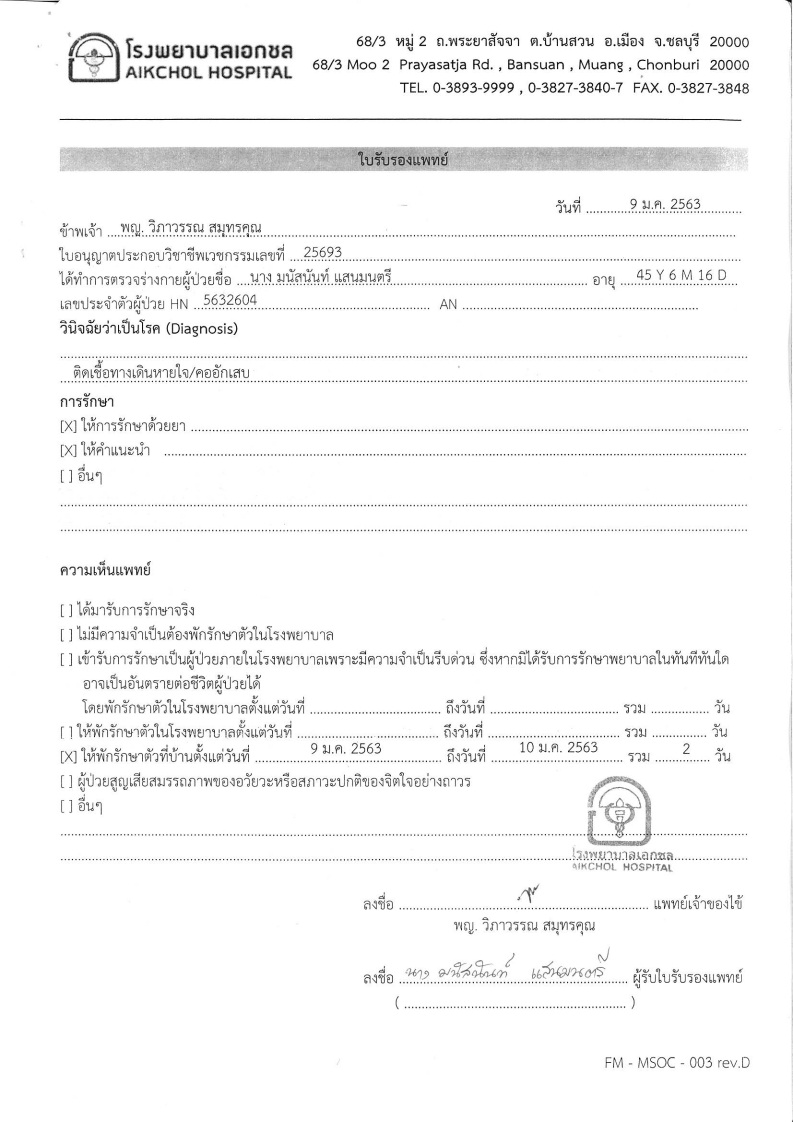 โรงพยาบาลเอกชล
AIKCHOL HOSPITAL
68/3 หมู่ 2 ถ.พระยาสัจจา ต.บ้านสวน อ.เมือง จ.ชลบุรี 20000
68/3 Moo 2 Prayasatja Rd. , Bansuan , Muang , Chonburi 20000
TEL. 0-3893-9999 , 0-3827-3840-7 FAX. 0-3827-3848
ใบรับรองแพทย์
วันที่ 9 ม.ค. 2563
ข้าพเจ้า พญ. วิภาวรรณ สมุทรคุณ
ใบอนุญาตประกอบวิชาชีพเวชกรรมเลขที่ 25693
ได้ทำการตรวจร่างกายผู้ป่วยชื่อ นาง มนัสนันท์ แสนมนตรี อายุ 45 Y 6 M 16 D
เลขประจำตัวผู้ป่วย HN 5632604 AN
วินิจฉัยว่าเป็นโรค (Diagnosis)
ติดเชื้อทางเดินหายใจ/คออักเสบ
การรักษา
[X] ให้การรักษาด้วยยา
[X] ให้คำแนะนำ
[ ] อื่นๆ
ความเห็นแพทย์
[ ] ได้มารับการรักษาจริง
[ ] ไม่มีความจำเป็นต้องพักรักษาตัวในโรงพยาบาล
[ ] เข้ารับการรักษาเป็นผู้ป่วยภายในโรงพยาบาลเพราะมีความจำเป็นรีบด่วน ซึ่งหากมิได้รับการรักษาพยาบาลในทันทีทันใด
อาจเป็นอันตรายต่อชีวิตผู้ป่วยได้
โดยพักรักษาตัวในโรงพยาบาลตั้งแต่วันที่ ถึงวันที่ รวม วัน
[ ] ให้พักรักษาตัวในโรงพยาบาลตั้งแต่วันที่ ถึงวันที่ รวม วัน
[X] ให้พักรักษาตัวที่บ้านตั้งแต่วันที่ 9 ม.ค. 2563 ถึงวันที่ 10 ม.ค. 2563 รวม 2 วัน
[ ] ผู้ป่วยสูญเสียสมรรถภาพของอวัยวะหรือสภาวะปกติของจิตใจอย่างถาวร
[ ] อื่นๆ
โรงพยาบาลเอกชล
AIKCHOL HOSPITAL
ลงชื่อ แพทย์เจ้าของไข้
พญ. วิภาวรรณ สมุทรคุณ
ลงชื่อ นาง มนัสนันท์ แสนมนตรี ผู้รับใบรับรองแพทย์
( )
FM - MSOC - 003 rev.D